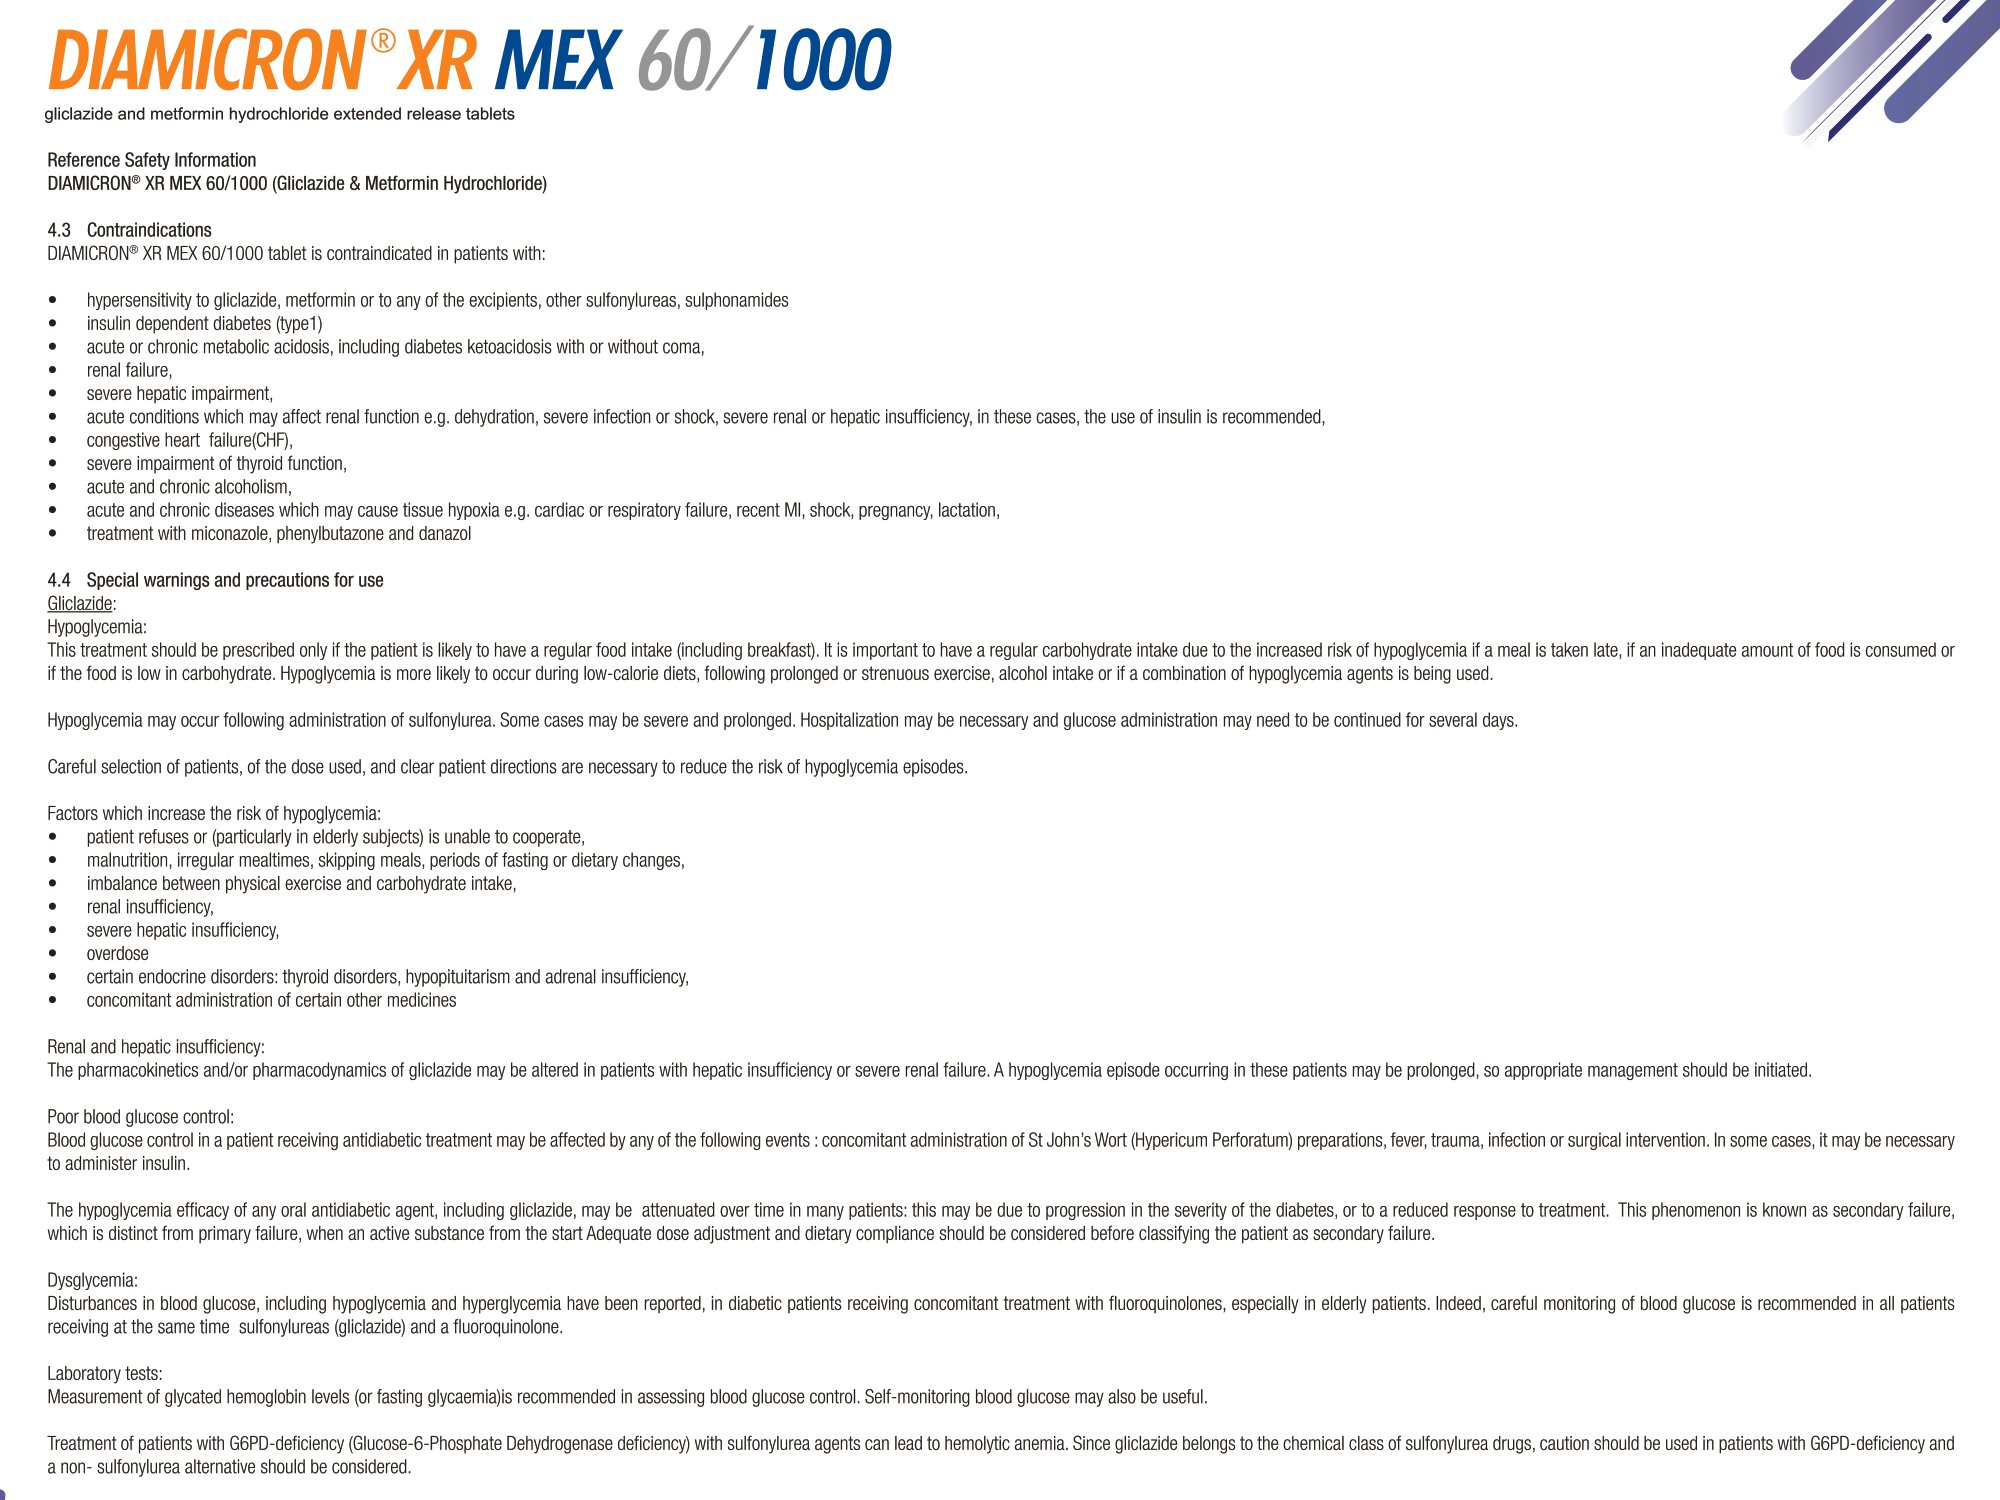 DIAMICRON® XR MEX 60/1000
gliclazide and metformin hydrochloride extended release tablets
Reference Safety Information
DIAMICRON® XR MEX 60/1000 (Gliclazide & Metformin Hydrochloride)
4.3 Contraindications
DIAMICRON® XR MEX 60/1000 tablet is contraindicated in patients with:
• hypersensitivity to gliclazide, metformin or to any of the excipients, other sulfonylureas, sulphonamides
• insulin dependent diabetes (type1)
• acute or chronic metabolic acidosis, including diabetes ketoacidosis with or without coma,
• renal failure,
• severe hepatic impairment,
• acute conditions which may affect renal function e.g. dehydration, severe infection or shock, severe renal or hepatic insufficiency, in these cases, the use of insulin is recommended,
• congestive heart failure(CHF),
• severe impairment of thyroid function,
• acute and chronic alcoholism,
• acute and chronic diseases which may cause tissue hypoxia e.g. cardiac or respiratory failure, recent MI, shock, pregnancy, lactation,
• treatment with miconazole, phenylbutazone and danazol
4.4 Special warnings and precautions for use
Gliclazide:
Hypoglycemia:
This treatment should be prescribed only if the patient is likely to have a regular food intake (including breakfast). It is important to have a regular carbohydrate intake due to the increased risk of hypoglycemia if a meal is taken late, if an inadequate amount of food is consumed or
if the food is low in carbohydrate. Hypoglycemia is more likely to occur during low-calorie diets, following prolonged or strenuous exercise, alcohol intake or if a combination of hypoglycemia agents is being used.
Hypoglycemia may occur following administration of sulfonylurea. Some cases may be severe and prolonged. Hospitalization may be necessary and glucose administration may need to be continued for several days.
Careful selection of patients, of the dose used, and clear patient directions are necessary to reduce the risk of hypoglycemia episodes.
Factors which increase the risk of hypoglycemia:
• patient refuses or (particularly in elderly subjects) is unable to cooperate,
• malnutrition, irregular mealtimes, skipping meals, periods of fasting or dietary changes,
• imbalance between physical exercise and carbohydrate intake,
• renal insufficiency,
• severe hepatic insufficiency,
• overdose
• certain endocrine disorders: thyroid disorders, hypopituitarism and adrenal insufficiency,
• concomitant administration of certain other medicines
Renal and hepatic insufficiency:
The pharmacokinetics and/or pharmacodynamics of gliclazide may be altered in patients with hepatic insufficiency or severe renal failure. A hypoglycemia episode occurring in these patients may be prolonged, so appropriate management should be initiated.
Poor blood glucose control:
Blood glucose control in a patient receiving antidiabetic treatment may be affected by any of the following events : concomitant administration of St John's Wort (Hypericum Perforatum) preparations, fever, trauma, infection or surgical intervention. In some cases, it may be necessary
to administer insulin.
The hypoglycemia efficacy of any oral antidiabetic agent, including gliclazide, may be attenuated over time in many patients: this may be due to progression in the severity of the diabetes, or to a reduced response to treatment. This phenomenon is known as secondary failure,
which is distinct from primary failure, when an active substance from the start Adequate dose adjustment and dietary compliance should be considered before classifying the patient as secondary failure.
Dysglycemia:
Disturbances in blood glucose, including hypoglycemia and hyperglycemia have been reported, in diabetic patients receiving concomitant treatment with fluoroquinolones, especially in elderly patients. Indeed, careful monitoring of blood glucose is recommended in all patients
receiving at the same time sulfonylureas (gliclazide) and a fluoroquinolone.
Laboratory tests:
Measurement of glycated hemoglobin levels (or fasting glycaemia)is recommended in assessing blood glucose control. Self-monitoring blood glucose may also be useful.
Treatment of patients with G6PD-deficiency (Glucose-6-Phosphate Dehydrogenase deficiency) with sulfonylurea agents can lead to hemolytic anemia. Since gliclazide belongs to the chemical class of sulfonylurea drugs, caution should be used in patients with G6PD-deficiency and
a non- sulfonylurea alternative should be considered.